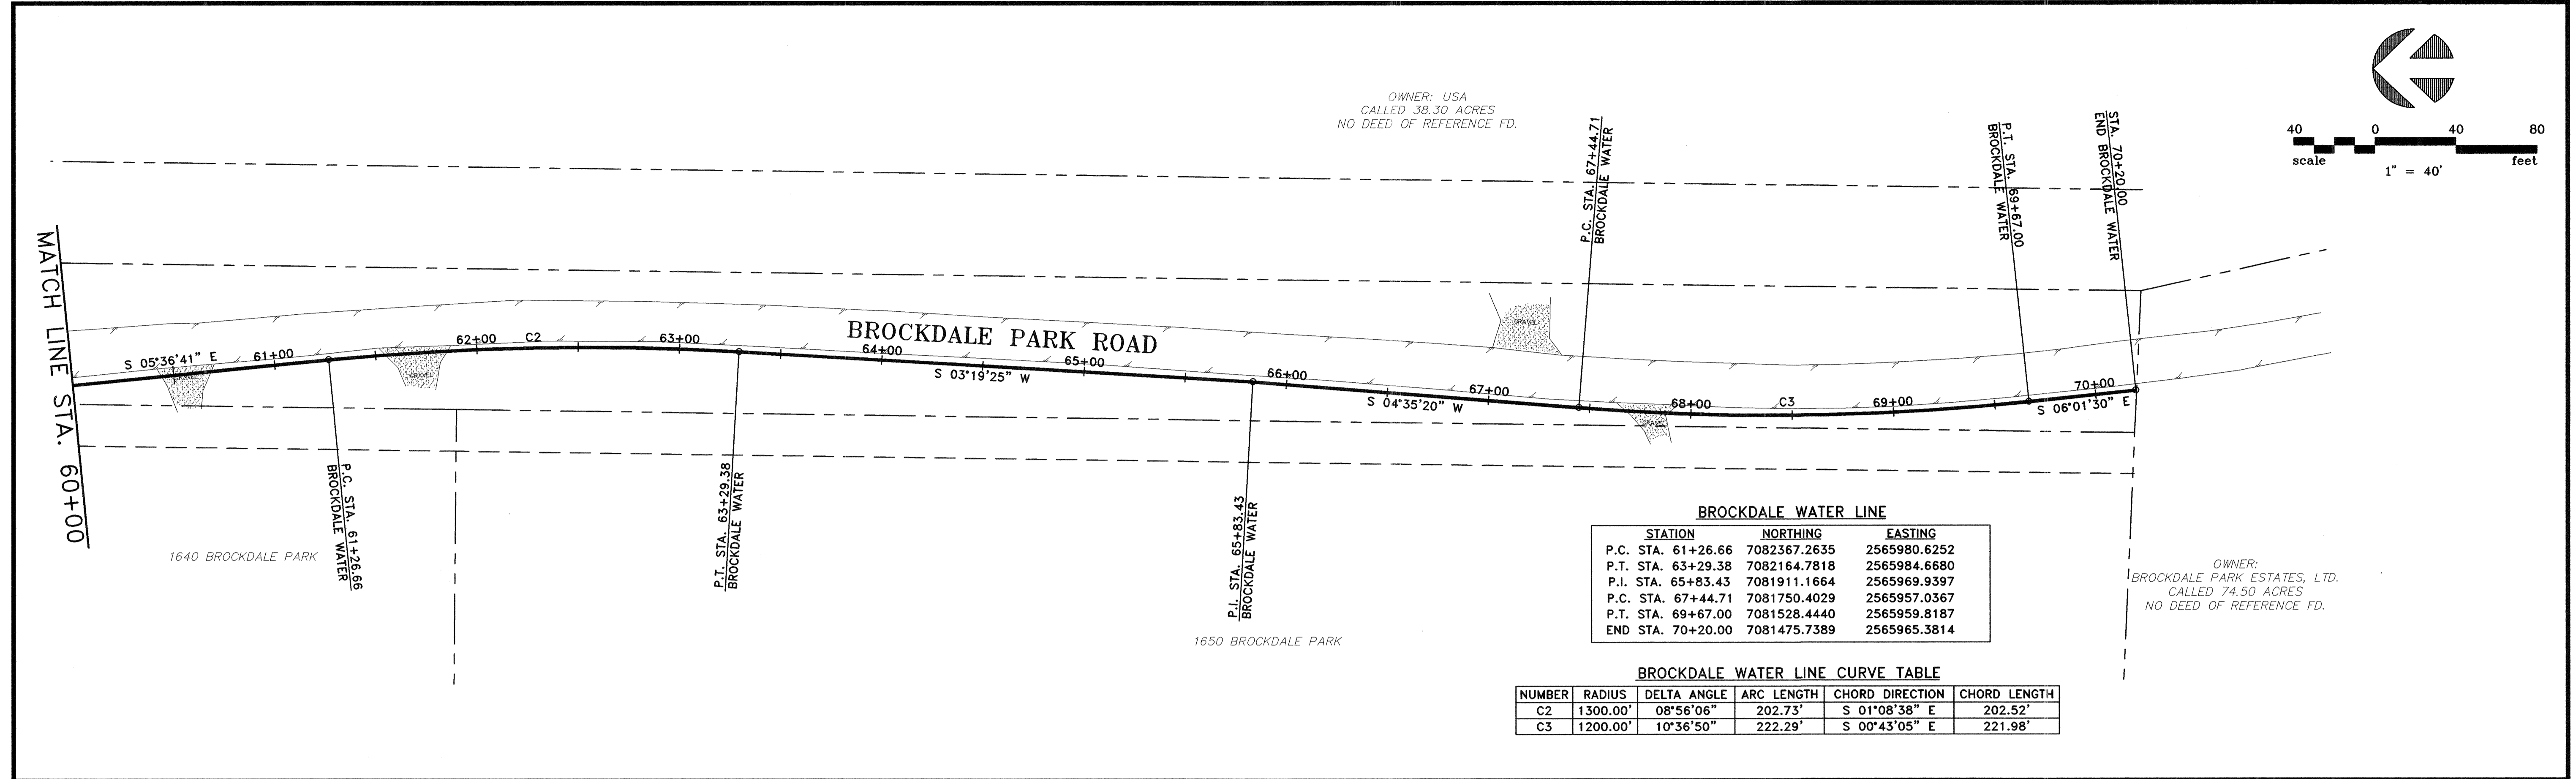 OWNER: USA
CALLED 38.30 ACRES
NO DEED OF REFERENCE FD.
40 0 40 80
scale feet
1" = 40'
P.C. STA. 67+44.71
BROCKDALE WATER
P.T. STA. 69+67.00
BROCKDALE WATER
STA. 70+20.00
END BROCKDALE WATER
MATCH LINE STA. 60+00
S 05°36'41" E
61+00
62+00
C2
63+00
BROCKDALE PARK ROAD
64+00
S 03°19'25" W
65+00
66+00
S 04°35'20" W
67+00
68+00
C3
69+00
70+00
S 06°01'30" E
GRAVEL
GRAVEL
GRAVEL
GRAVEL
P.C. STA. 61+26.66
BROCKDALE WATER
P.T. STA. 63+29.38
BROCKDALE WATER
P.I. STA. 65+83.43
BROCKDALE WATER
1640 BROCKDALE PARK
1650 BROCKDALE PARK
BROCKDALE WATER LINE
STATION NORTHING EASTING
P.C. STA. 61+26.66 7082367.2635 2565980.6252
P.T. STA. 63+29.38 7082164.7818 2565984.6680
P.I. STA. 65+83.43 7081911.1664 2565969.9397
P.C. STA. 67+44.71 7081750.4029 2565957.0367
P.T. STA. 69+67.00 7081528.4440 2565959.8187
END STA. 70+20.00 7081475.7389 2565965.3814
OWNER:
BROCKDALE PARK ESTATES, LTD.
CALLED 74.50 ACRES
NO DEED OF REFERENCE FD.
BROCKDALE WATER LINE CURVE TABLE
NUMBER RADIUS DELTA ANGLE ARC LENGTH CHORD DIRECTION CHORD LENGTH
C2 1300.00' 08°56'06" 202.73' S 01°08'38" E 202.52'
C3 1200.00' 10°36'50" 222.29' S 00°43'05" E 221.98'